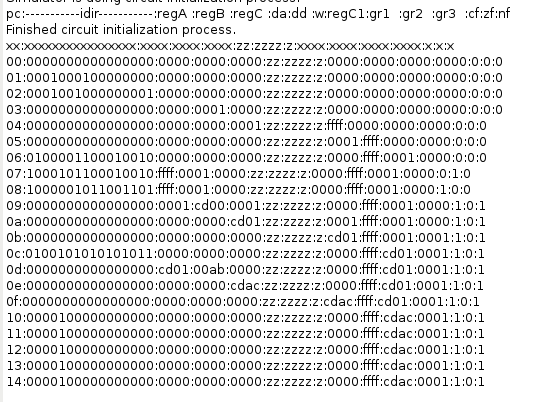 Simulator is doing circuit initialization process.
pc:-----------idir-----------:regA :regB :regC :da:dd :w:regC1:gr1 :gr2 :gr3 :cf:zf:nf
Finished circuit initialization process.
xx:xxxxxxxxxxxxxxxx:xxxx:xxxx:xxxx:zz:zzzz:z:xxxx:xxxx:xxxx:xxxx:x:x:x
00:0000000000000000:0000:0000:0000:zz:zzzz:z:0000:0000:0000:0000:0:0:0
01:0001000100000000:0000:0000:0000:zz:zzzz:z:0000:0000:0000:0000:0:0:0
02:0001001000000001:0000:0000:0000:zz:zzzz:z:0000:0000:0000:0000:0:0:0
03:0000000000000000:0000:0001:0000:zz:zzzz:z:0000:0000:0000:0000:0:0:0
04:0000000000000000:0000:0000:0001:zz:zzzz:z:ffff:0000:0000:0000:0:0:0
05:0000000000000000:0000:0000:0000:zz:zzzz:z:0001:ffff:0000:0000:0:0:0
06:0100001100010010:0000:0000:0000:zz:zzzz:z:0000:ffff:0001:0000:0:0:0
07:1000101100010010:ffff:0001:0000:zz:zzzz:z:0000:ffff:0001:0000:0:1:0
08:1000001011001101:ffff:0001:0000:zz:zzzz:z:0000:ffff:0001:0000:1:0:0
09:0000000000000000:0001:cd00:0001:zz:zzzz:z:0000:ffff:0001:0000:1:0:1
0a:0000000000000000:0000:0000:cd01:zz:zzzz:z:0001:ffff:0001:0000:1:0:1
0b:0000000000000000:0000:0000:0000:zz:zzzz:z:cd01:ffff:0001:0001:1:0:1
0c:0100101010101011:0000:0000:0000:zz:zzzz:z:0000:ffff:cd01:0001:1:0:1
0d:0000000000000000:cd01:00ab:0000:zz:zzzz:z:0000:ffff:cd01:0001:1:0:1
0e:0000000000000000:0000:0000:cdac:zz:zzzz:z:0000:ffff:cd01:0001:1:0:1
0f:0000000000000000:0000:0000:0000:zz:zzzz:z:cdac:ffff:cd01:0001:1:0:1
10:0000100000000000:0000:0000:0000:zz:zzzz:z:0000:ffff:cdac:0001:1:0:1
11:0000100000000000:0000:0000:0000:zz:zzzz:z:0000:ffff:cdac:0001:1:0:1
12:0000100000000000:0000:0000:0000:zz:zzzz:z:0000:ffff:cdac:0001:1:0:1
13:0000100000000000:0000:0000:0000:zz:zzzz:z:0000:ffff:cdac:0001:1:0:1
14:0000100000000000:0000:0000:0000:zz:zzzz:z:0000:ffff:cdac:0001:1:0:1